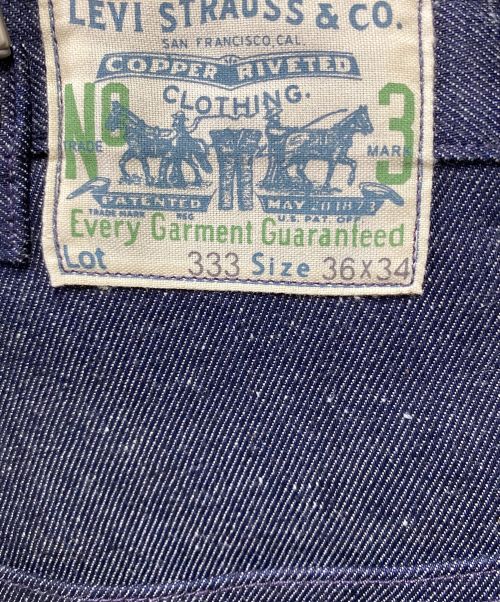 LEVI STRAUSS & CO.
SAN FRANCISCO, CAL.
COPPER RIVETED
CLOTHING.
No 3
TRADE MARK
PATENTED MAY 20 1873
TRADE MARK REG U.S. PAT OFF
Every Garment Guaranteed
Lot 333 Size 36X34